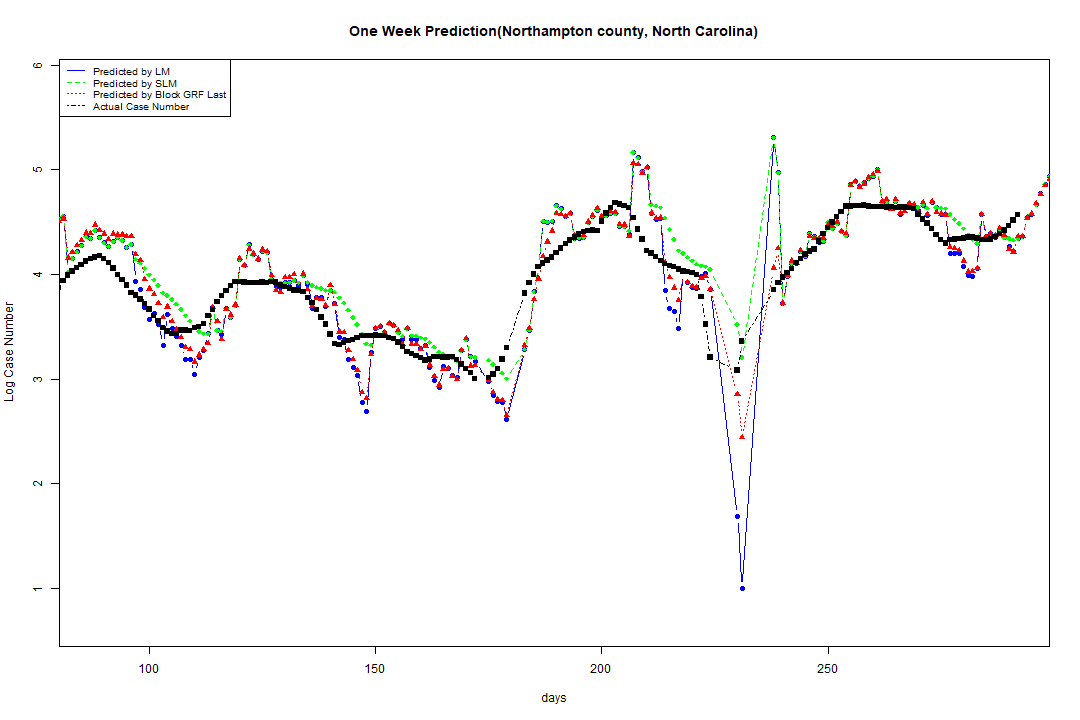 One Week Prediction(Northampton county, North Carolina)
Predicted by LM
Predicted by SLM
Predicted by Block GRF Last
Actual Case Number
Log Case Number
6
5
4
3
2
1
100
150
200
250
days